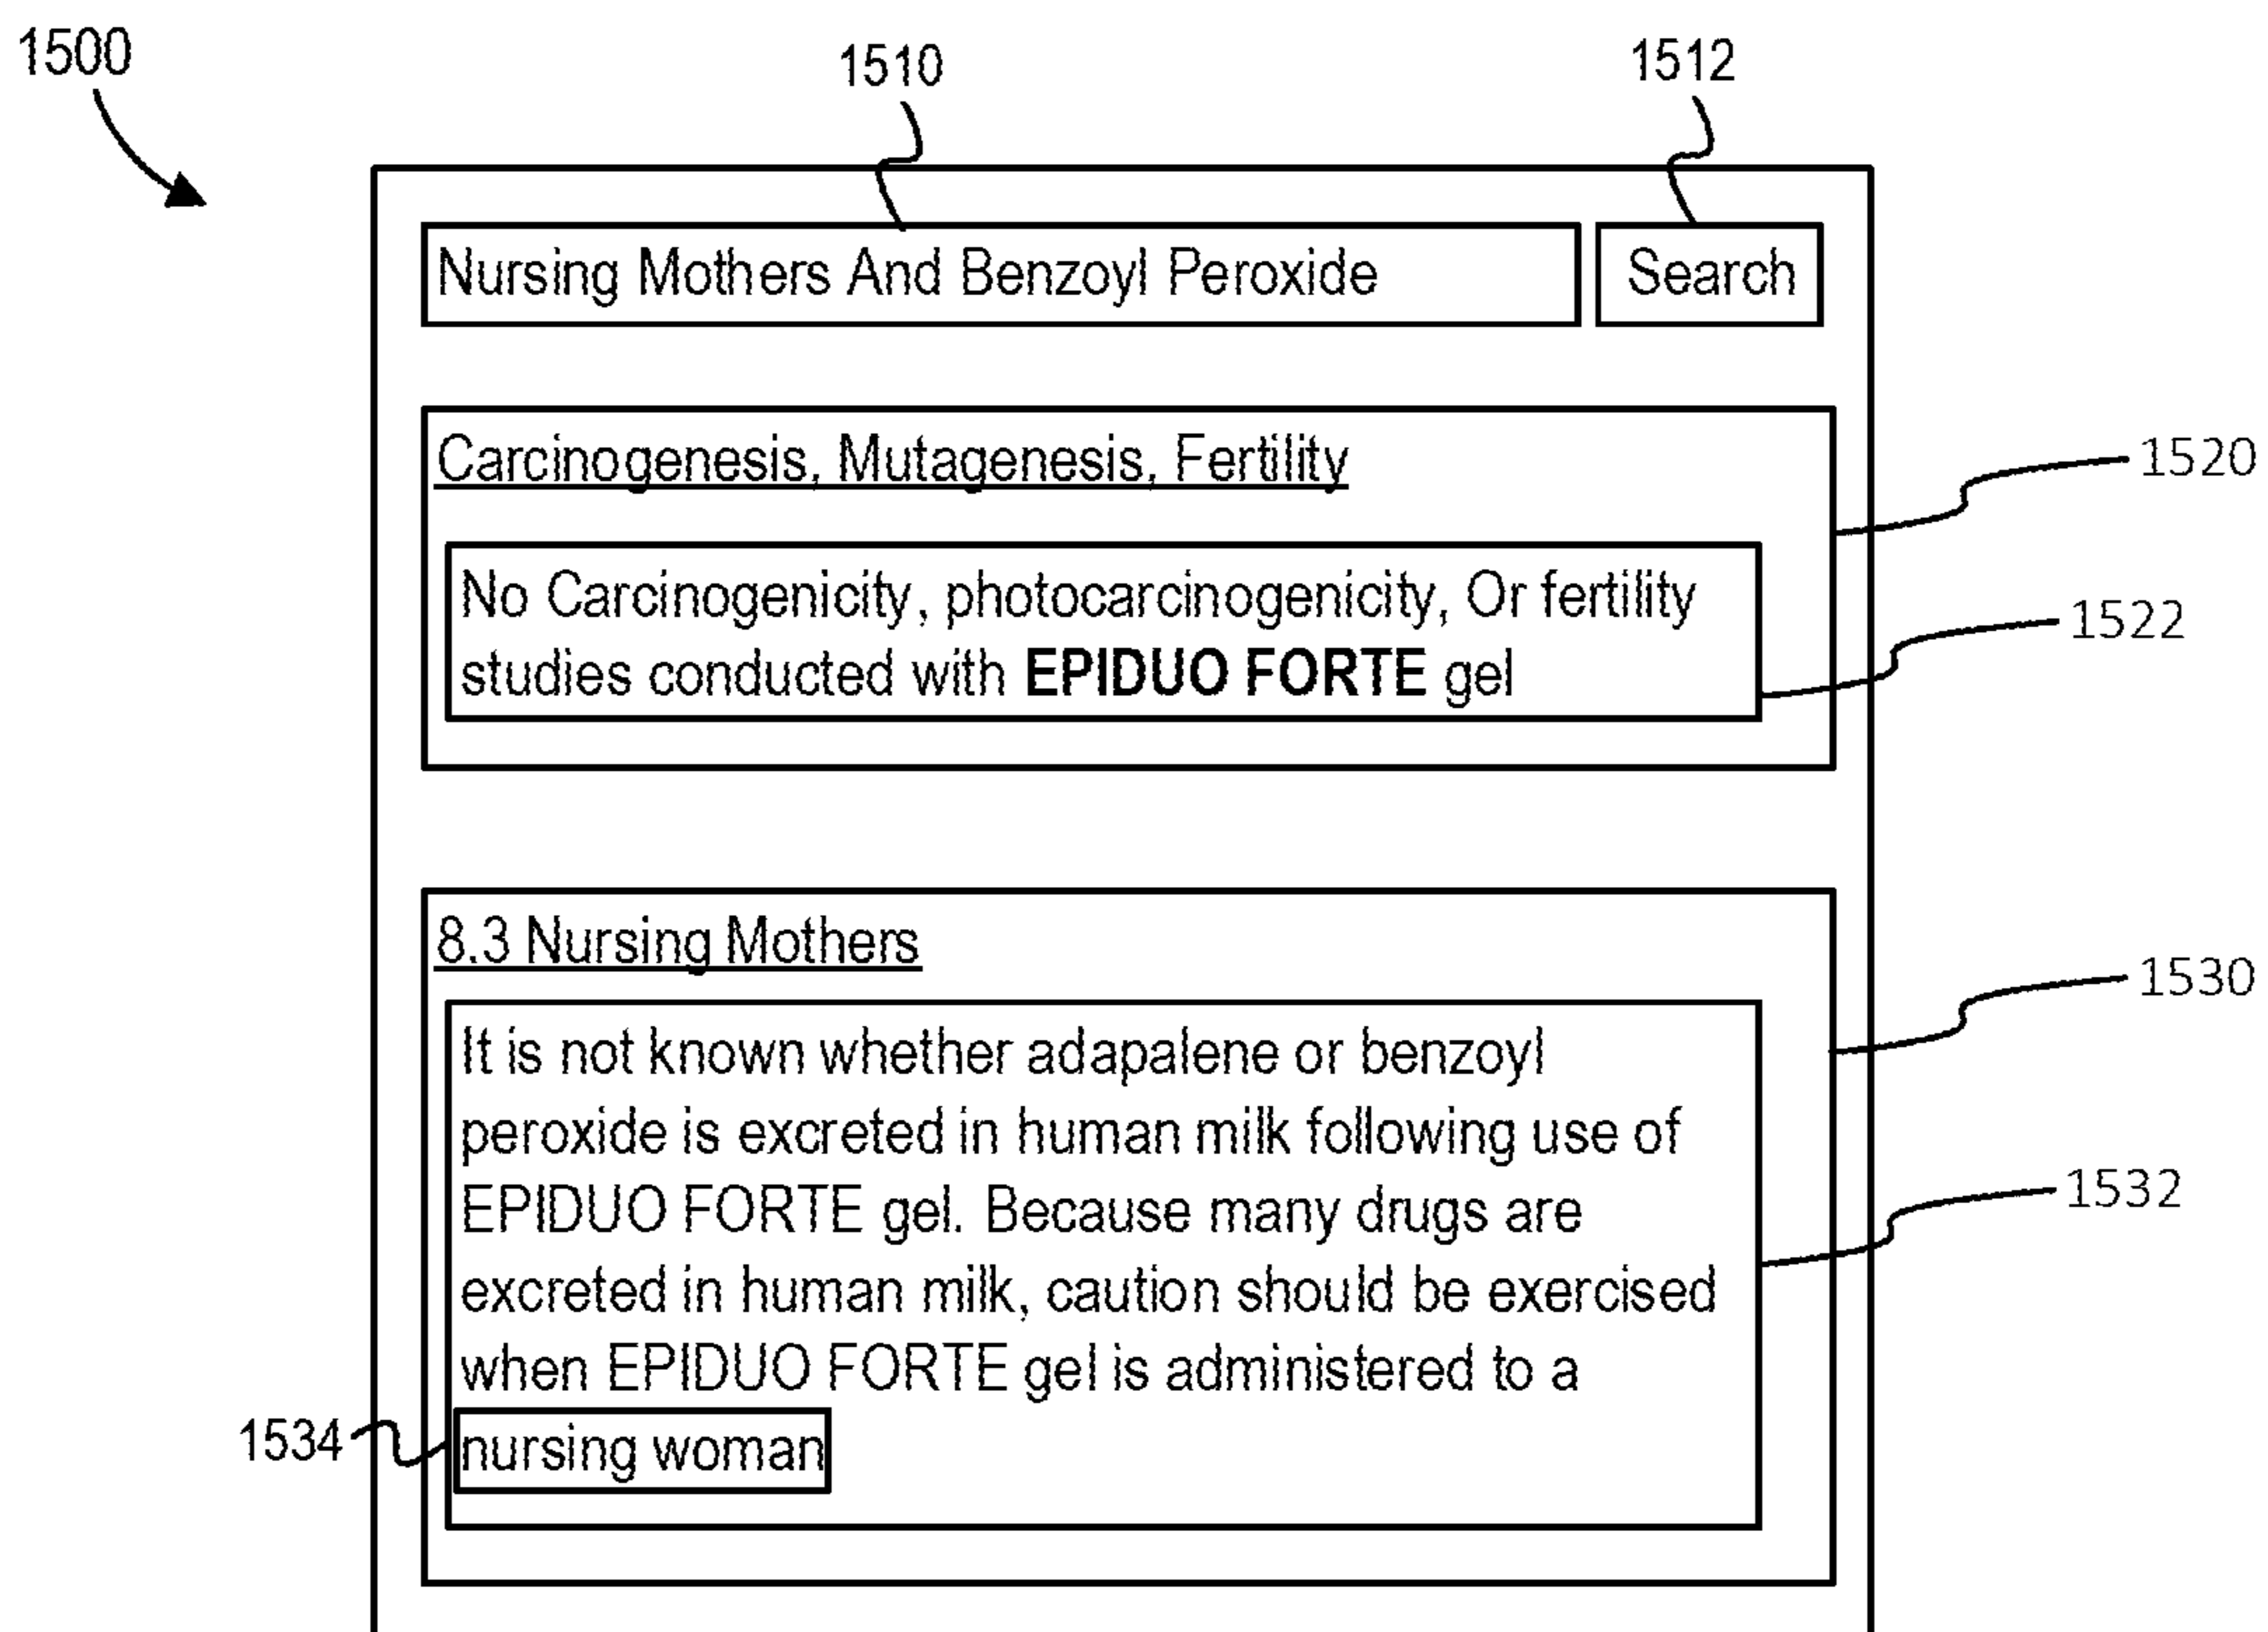 1500
1510
1512
Nursing Mothers And Benzoyl Peroxide
Search
Carcinogenesis, Mutagenesis, Fertility
1520
No Carcinogenicity, photocarcinogenicity, Or fertility
studies conducted with EPIDUO FORTE gel
1522
8.3 Nursing Mothers
1530
It is not known whether adapalene or benzoyl
peroxide is excreted in human milk following use of
EPIDUO FORTE gel. Because many drugs are
excreted in human milk, caution should be exercised
when EPIDUO FORTE gel is administered to a
nursing woman
1532
1534